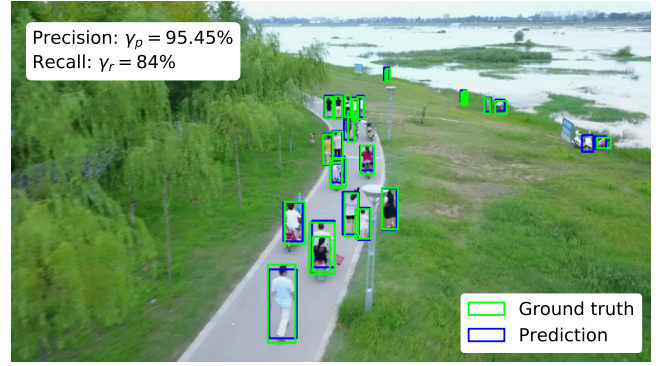 Precision: γₚ = 95.45%
Recall: γᵣ = 84%
Ground truth
Prediction